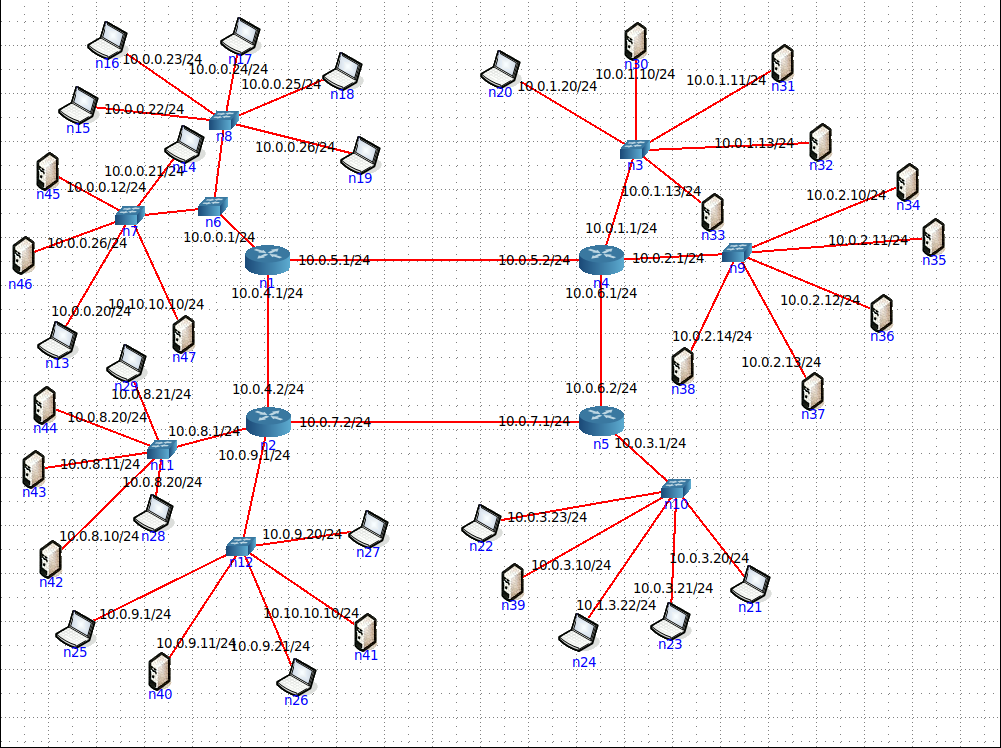 n16
10.0.0.23/24
n17
10.0.0.24/24
10.0.0.25/24
n18
n15
10.0.0.22/24
n8
10.0.0.26/24
n19
n14
10.0.0.21/24
n45
10.0.0.12/24
n7
n6
10.0.0.1/24
10.0.0.26/24
n46
10.0.0.20/24
n13
10.10.10.10/24
n47
n1
10.0.5.1/24
10.0.4.1/24
n20
10.0.1.20/24
n30
10.0.1.10/24
10.0.1.11/24
n31
n3
10.0.1.13/24
n32
10.0.1.13/24
n33
10.0.1.1/24
10.0.5.2/24
n4
10.0.2.1/24
10.0.6.1/24
n9
10.0.2.10/24
n34
10.0.2.11/24
n35
10.0.2.12/24
n36
10.0.2.14/24
n38
10.0.2.13/24
n37
n29
10.0.8.21/24
n44
10.0.8.20/24
10.0.8.1/24
n11
n43
10.0.8.11/24
10.0.8.20/24
n28
10.0.8.10/24
n42
10.0.4.2/24
n2
10.0.7.2/24
10.0.9.1/24
10.0.6.2/24
10.0.7.1/24
n5
10.0.3.1/24
n10
n12
10.0.9.20/24
n27
n25
10.0.9.1/24
10.0.9.11/24
n40
10.0.9.21/24
n26
10.10.10.10/24
n41
n22
10.0.3.23/24
n39
10.0.3.10/24
10.1.3.22/24
n24
10.0.3.21/24
n23
10.0.3.20/24
n21